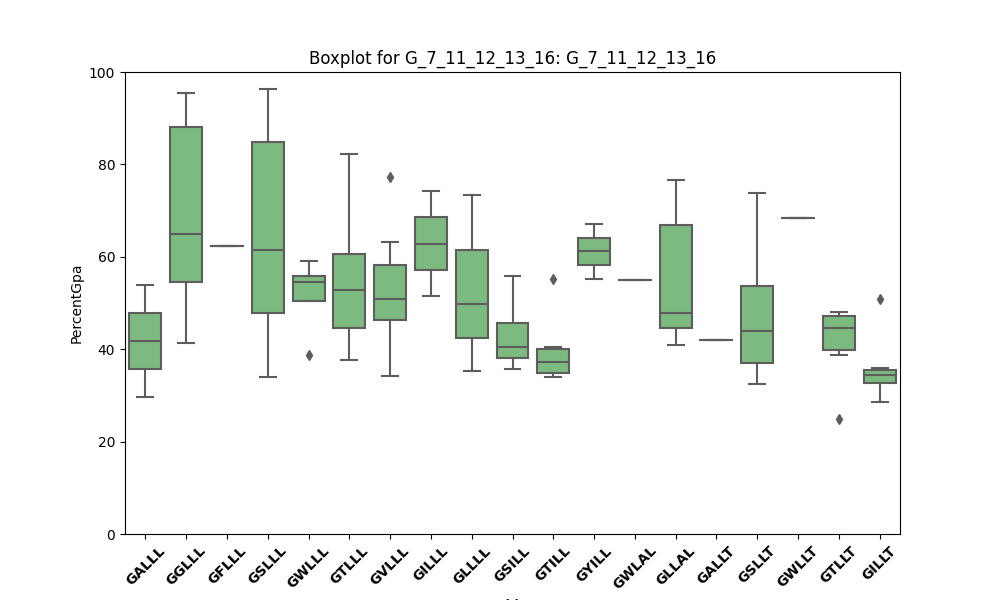 Boxplot for G_7_11_12_13_16: G_7_11_12_13_16
PercentGpa
100
80
60
40
20
0
GALLL GGLLL GFLLL GSLLL GWLLL GTLLL GVLLL GILLL GLLLL GSILL GTILL GYILL GWLAL GLLAL GALLT GSLLT GWLLT GTLLT GILLT